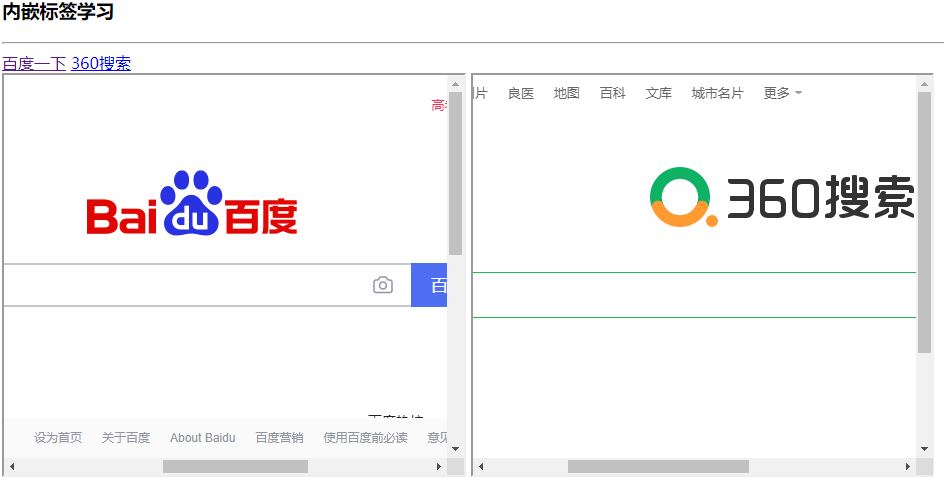 内嵌标签学习
百度一下 360搜索
高
Bai du 百度
百
设为首页 关于百度 About Baidu 百度营销 使用百度前必读 意见
片 良医 地图 百科 文库 城市名片 更多
360搜索